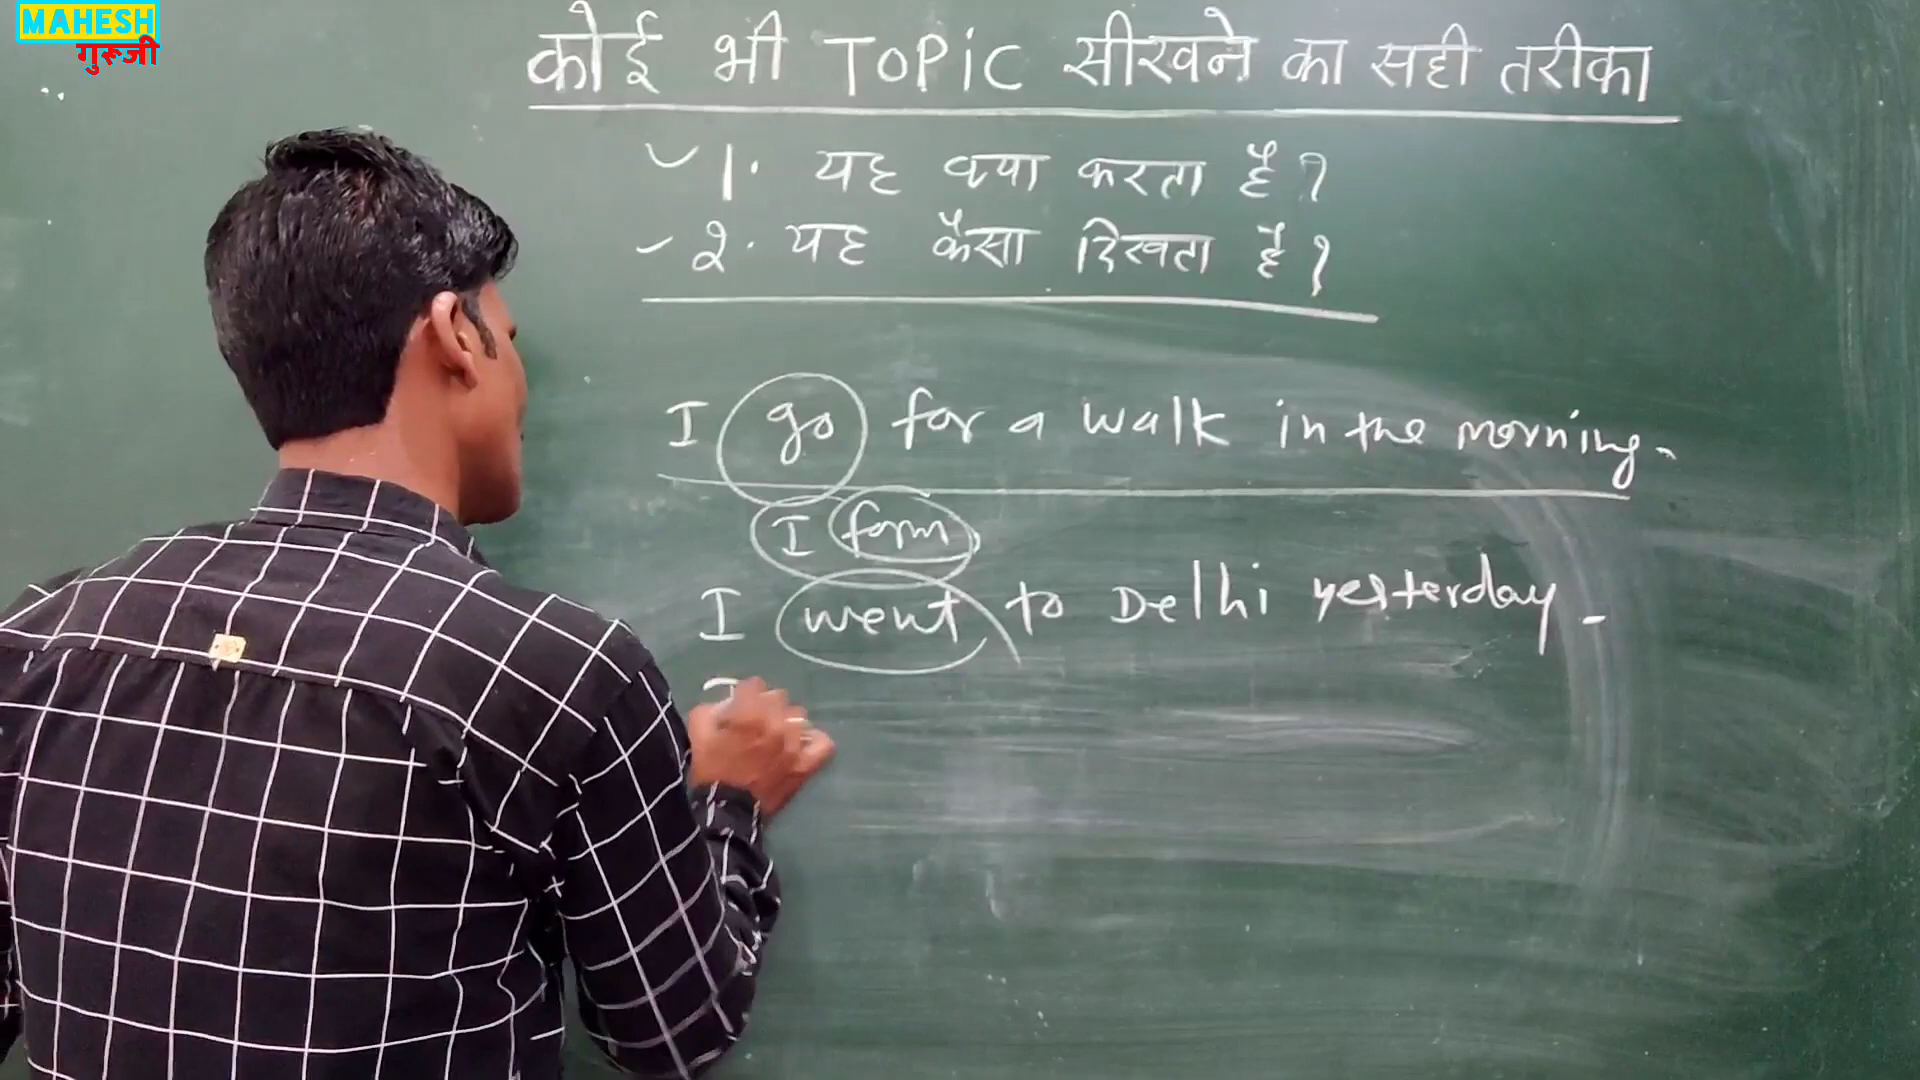 MAHESH
गुरूजी
कोई भी TOPIC सीखने का सही तरीका
1. यह क्या करता है?
२. यह कैसा दिखता है?
I go for a walk in the morning.
I form
I went to Delhi yesterday.
I